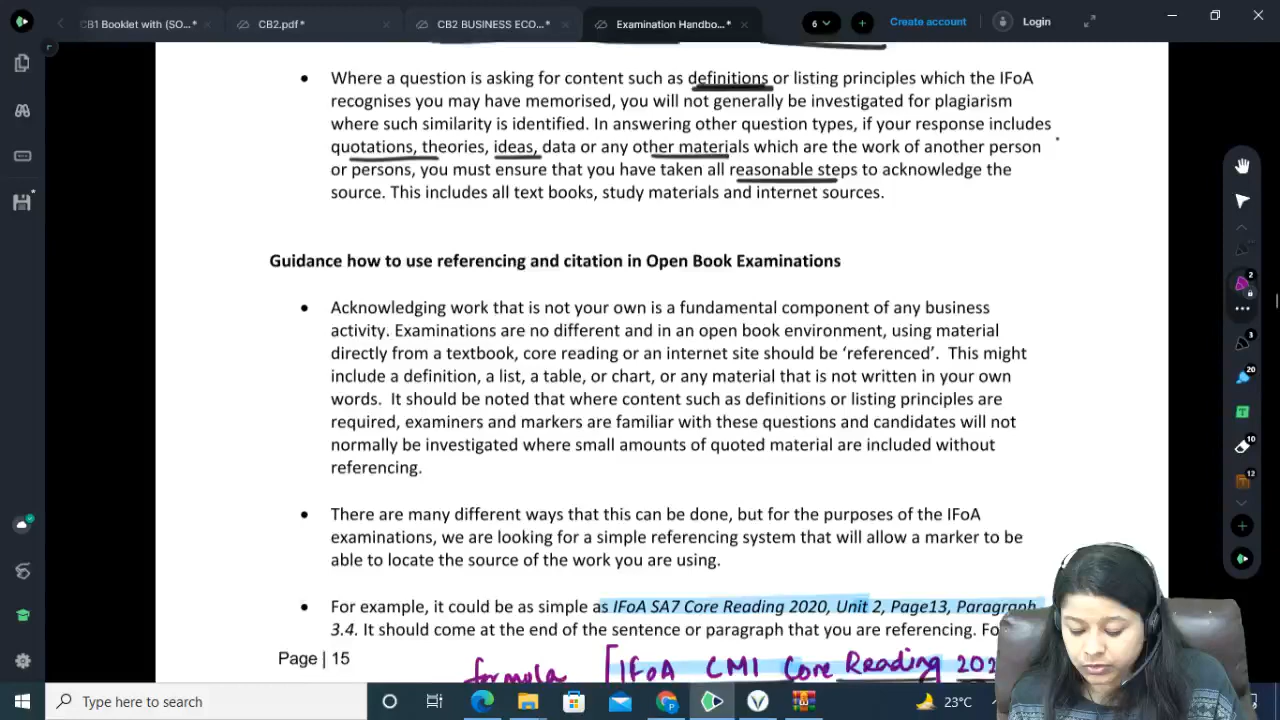 CB1 Booklet with (SO...*
CB2.pdf*
CB2 BUSINESS ECO...*
Examination Handbo...*
6
Create account
Login
• Where a question is asking for content such as definitions or listing principles which the IFoA
recognises you may have memorised, you will not generally be investigated for plagiarism
where such similarity is identified. In answering other question types, if your response includes
quotations, theories, ideas, data or any other materials which are the work of another person
or persons, you must ensure that you have taken all reasonable steps to acknowledge the
source. This includes all text books, study materials and internet sources.
Guidance how to use referencing and citation in Open Book Examinations
• Acknowledging work that is not your own is a fundamental component of any business
activity. Examinations are no different and in an open book environment, using material
directly from a textbook, core reading or an internet site should be ‘referenced’. This might
include a definition, a list, a table, or chart, or any material that is not written in your own
words. It should be noted that where content such as definitions or listing principles are
required, examiners and markers are familiar with these questions and candidates will not
normally be investigated where small amounts of quoted material are included without
referencing.
• There are many different ways that this can be done, but for the purposes of the IFoA
examinations, we are looking for a simple referencing system that will allow a marker to be
able to locate the source of the work you are using.
• For example, it could be as simple as IFoA SA7 Core Reading 2020, Unit 2, Page13, Paragraph
3.4. It should come at the end of the sentence or paragraph that you are referencing. Fo
Page | 15
formula [IFoA CM1 Core Reading 202
2
3
20
10
12
Type here to search
23°C